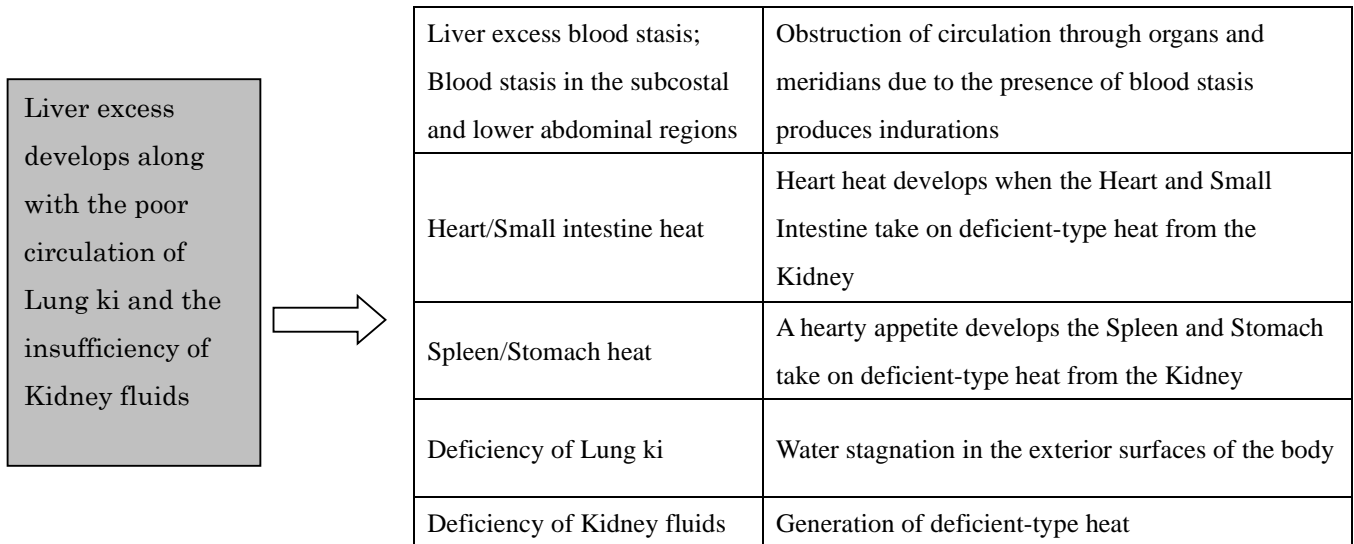 Liver excess
develops along
with the poor
circulation of
Lung ki and the
insufficiency of
Kidney fluids
Liver excess blood stasis;
Blood stasis in the subcostal
and lower abdominal regions
Obstruction of circulation through organs and
meridians due to the presence of blood stasis
produces indurations
Heart/Small intestine heat
Heart heat develops when the Heart and Small
Intestine take on deficient-type heat from the
Kidney
Spleen/Stomach heat
A hearty appetite develops the Spleen and Stomach
take on deficient-type heat from the Kidney
Deficiency of Lung ki
Water stagnation in the exterior surfaces of the body
Deficiency of Kidney fluids
Generation of deficient-type heat